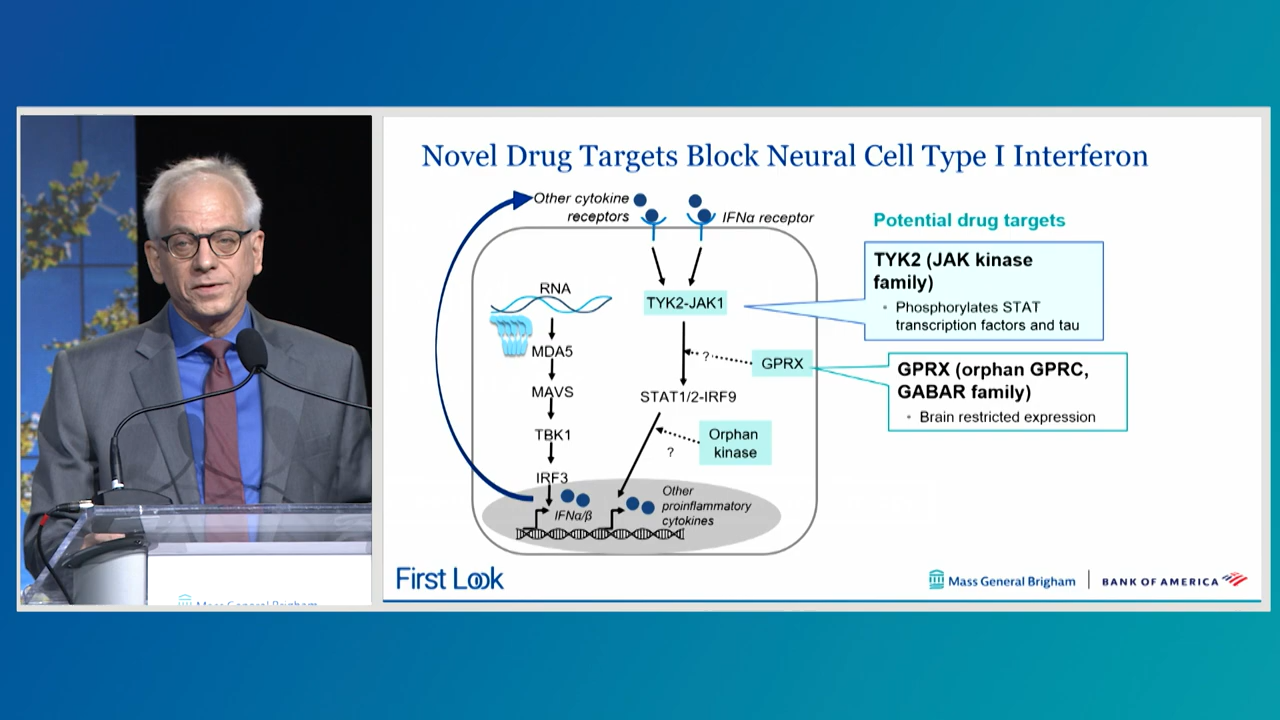 Novel Drug Targets Block Neural Cell Type I Interferon
Other cytokine
receptors
IFNα receptor
RNA
MDA5
MAVS
TBK1
IRF3
IFNα/β
TYK2-JAK1
?
GPRX
STAT1/2-IRF9
Orphan
kinase
?
Other
proinflammatory
cytokines
Potential drug targets
TYK2 (JAK kinase
family)
• Phosphorylates STAT
transcription factors and tau
GPRX (orphan GPRC,
GABAR family)
• Brain restricted expression
First Look
Mass General Brigham
BANK OF AMERICA
Mass General Brigham